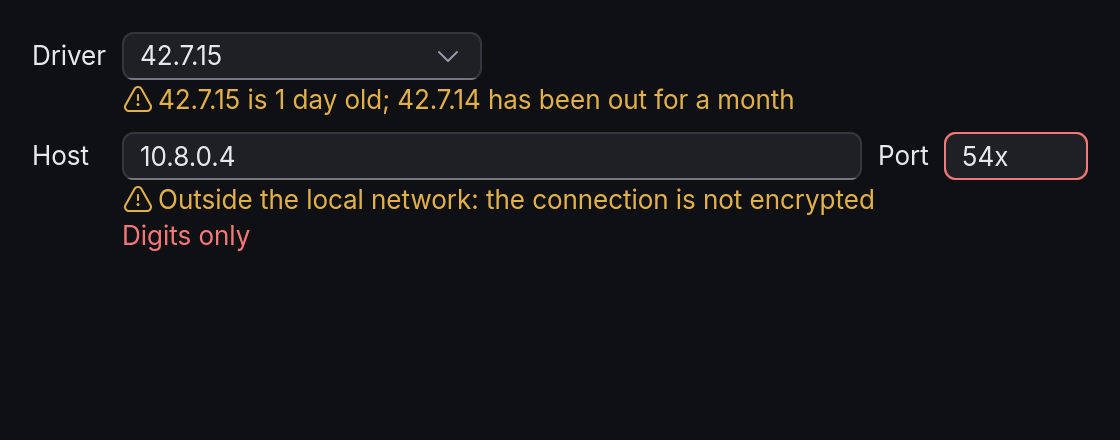 Driver 42.7.15
42.7.15 is 1 day old; 42.7.14 has been out for a month
Host 10.8.0.4 Port 54x
Outside the local network: the connection is not encrypted
Digits only